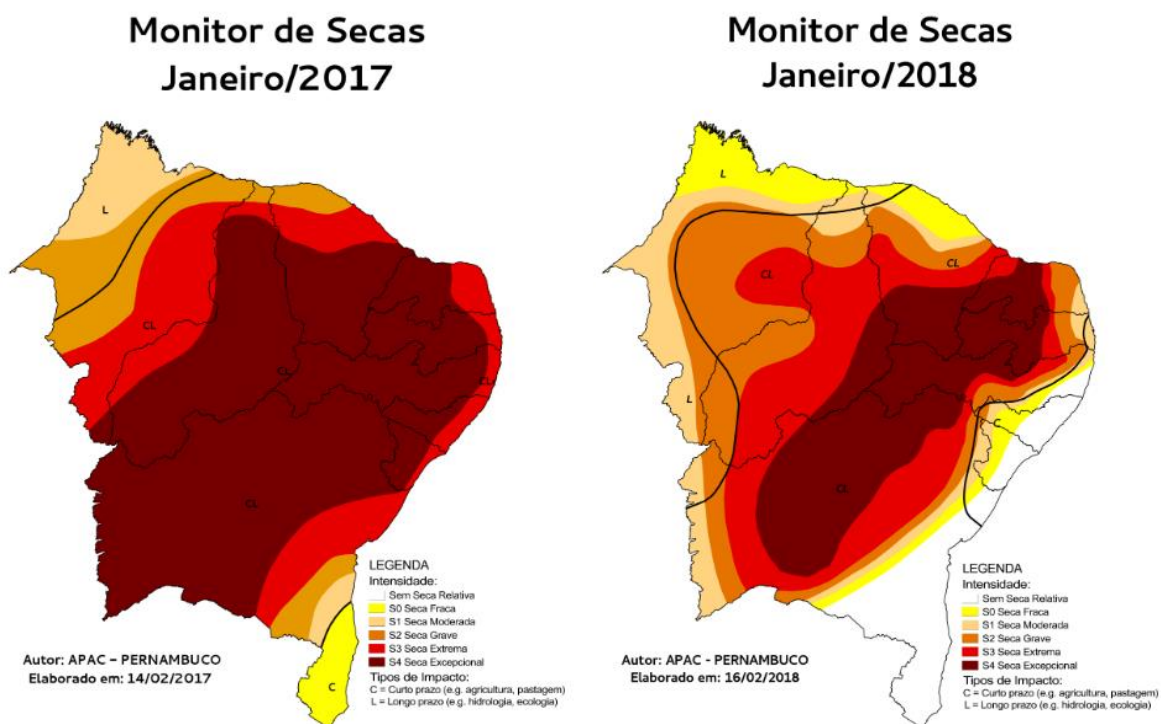 Monitor de Secas
Janeiro/2017
L
CL
CL
CL
CL
C
LEGENDA
Intensidade:
Sem Seca Relativa
S0 Seca Fraca
S1 Seca Moderada
S2 Seca Grave
S3 Seca Extrema
S4 Seca Excepcional
Tipos de Impacto:
C = Curto prazo (e.g. agricultura, pastagem)
L = Longo prazo (e.g. hidrologia, ecologia)
Autor: APAC – PERNAMBUCO
Elaborado em: 14/02/2017
Monitor de Secas
Janeiro/2018
L
CL
CL
L
C
CL
LEGENDA
Intensidade:
Sem Seca Relativa
S0 Seca Fraca
S1 Seca Moderada
S2 Seca Grave
S3 Seca Extrema
S4 Seca Excepcional
Tipos de Impacto:
C = Curto prazo (e.g. agricultura, pastagem)
L = Longo prazo (e.g. hidrologia, ecologia)
Autor: APAC - PERNAMBUCO
Elaborado em: 16/02/2018